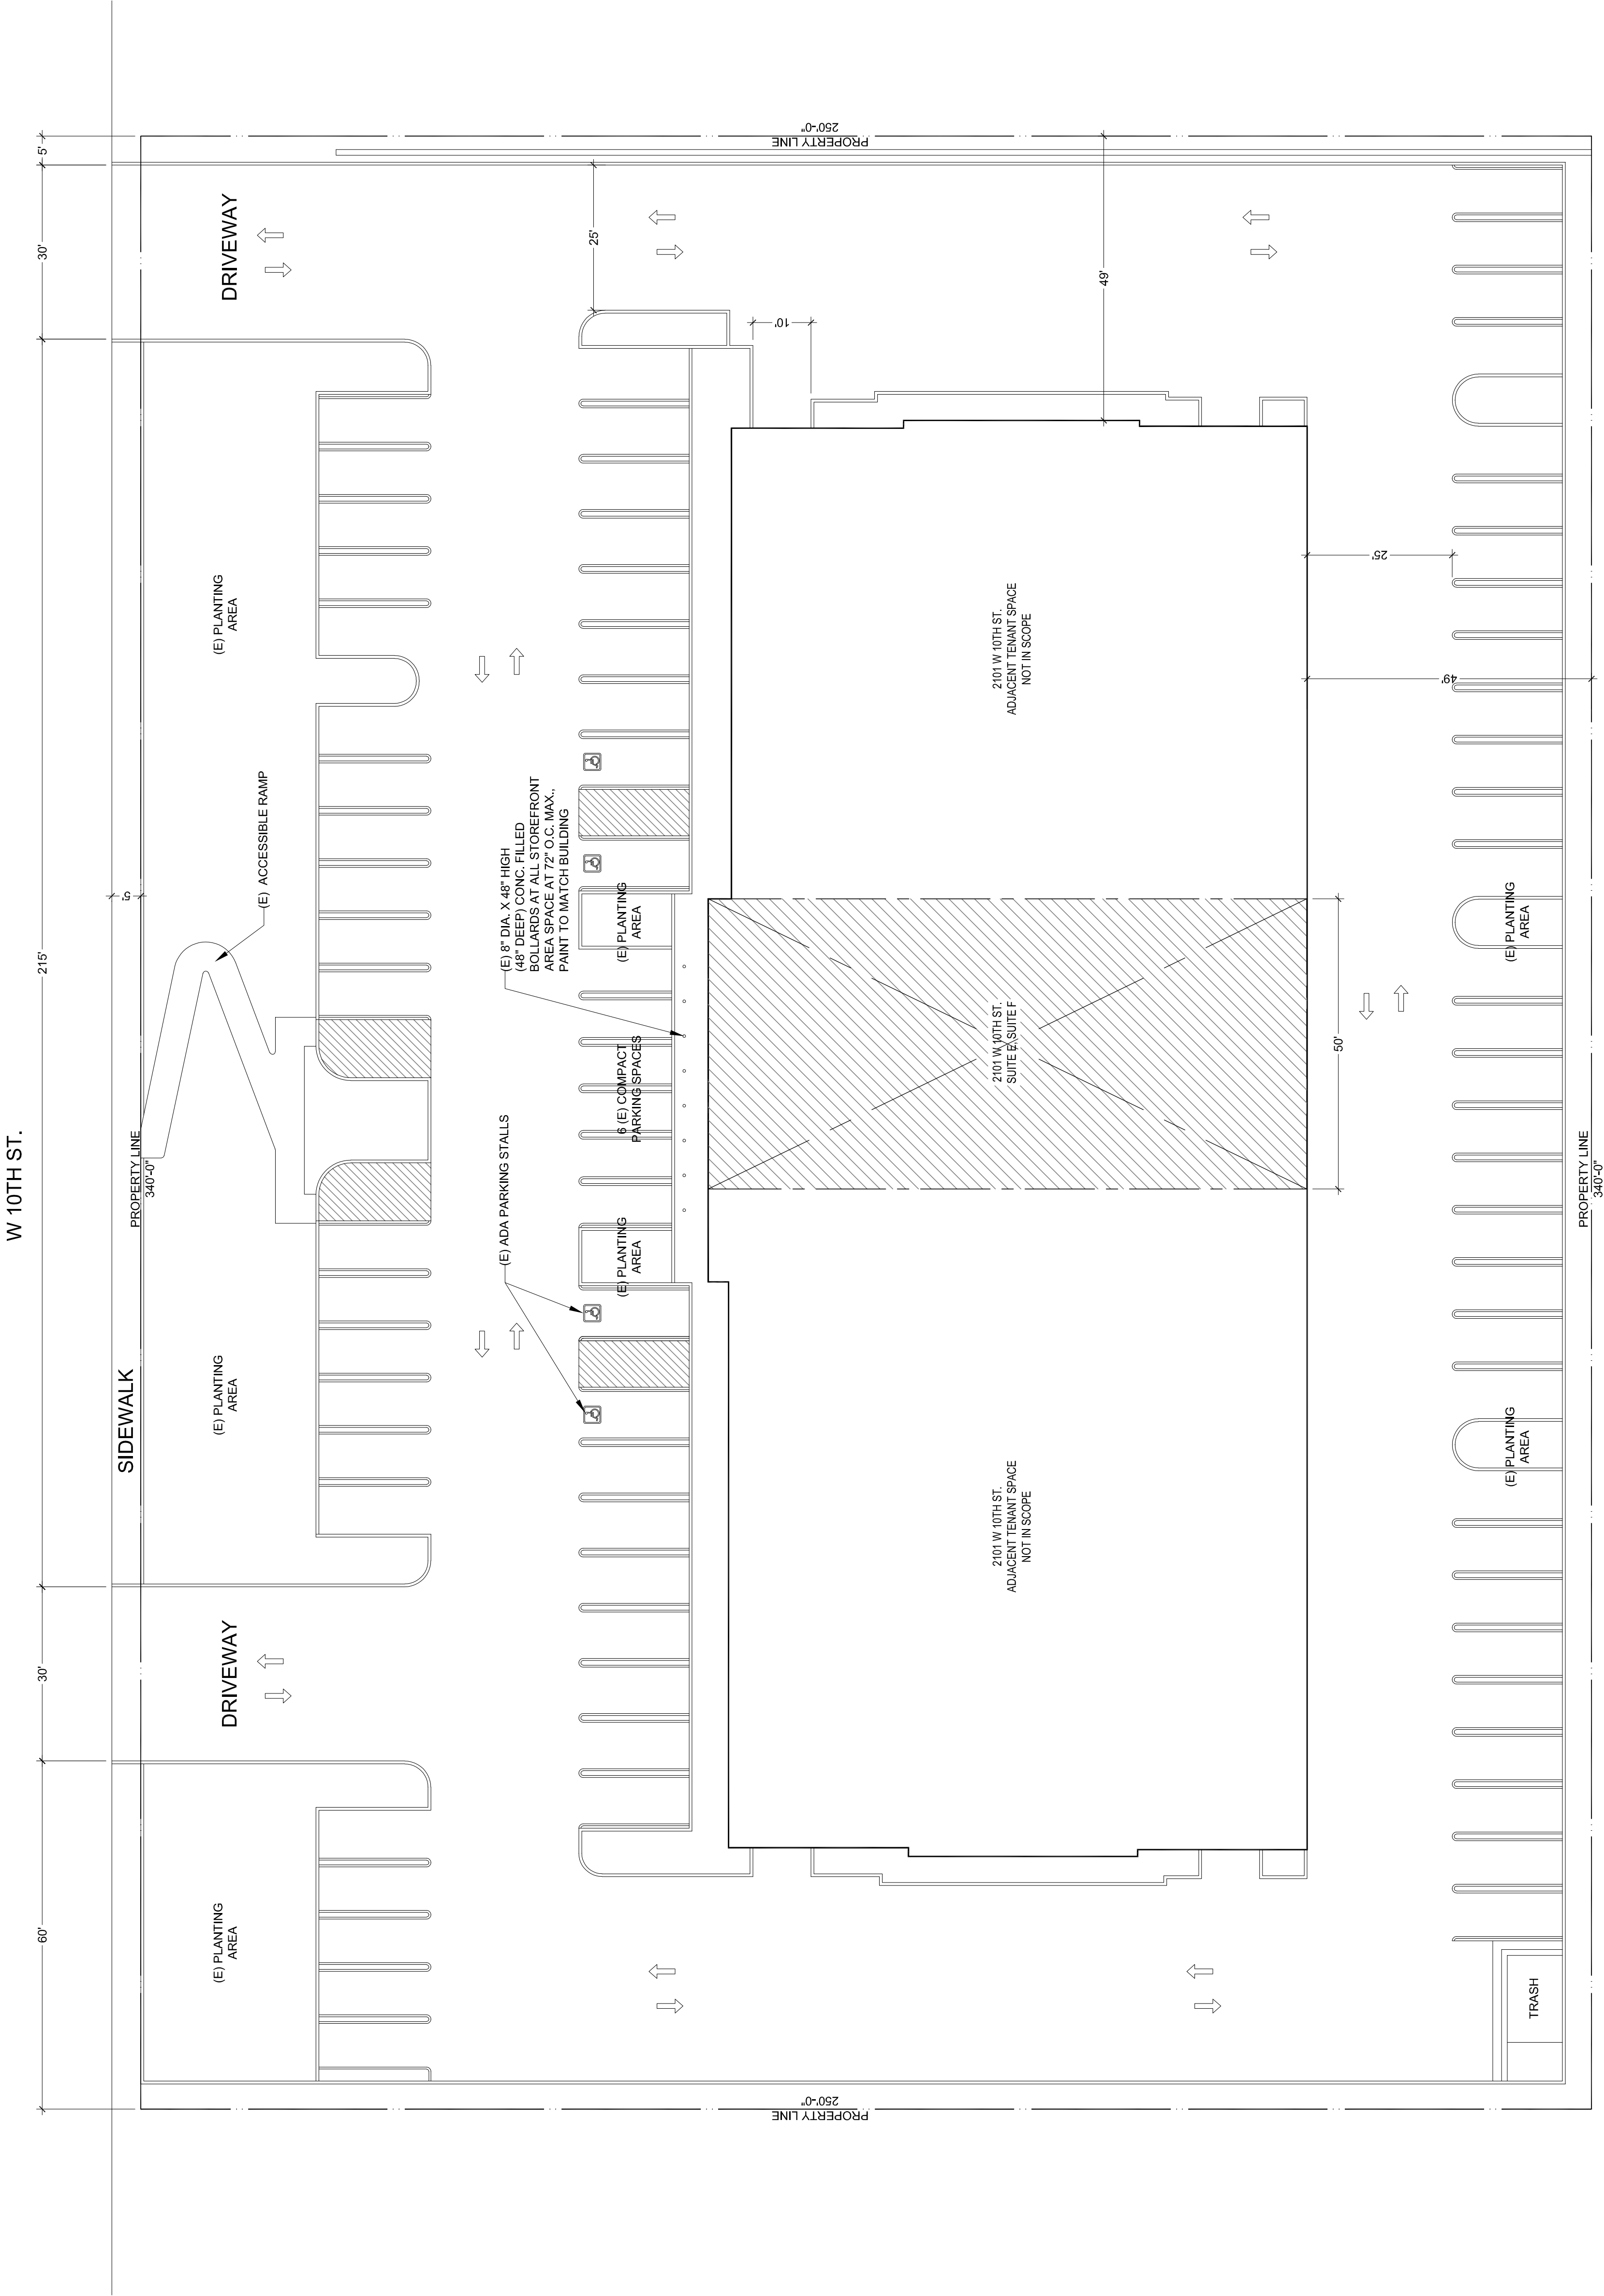 W 10TH ST.
60'
30'
215'
30'
5'
SIDEWALK
PROPERTY LINE
340'-0"
5'
DRIVEWAY
DRIVEWAY
(E) PLANTING
AREA
(E) PLANTING
AREA
(E) PLANTING
AREA
(E) ACCESSIBLE RAMP
(E) ADA PARKING STALLS
(E) 8" DIA. X 48" HIGH
(48" DEEP) CONC. FILLED
BOLLARDS AT ALL STOREFRONT
AREA SPACE AT 72" O.C. MAX.,
PAINT TO MATCH BUILDING
25'
(E) PLANTING
AREA
6 (E) COMPACT
PARKING SPACES
(E) PLANTING
AREA
10'
PROPERTY LINE
250'-0"
PROPERTY LINE
250'-0"
2101 W 10TH ST.
ADJACENT TENANT SPACE
NOT IN SCOPE
2101 W 10TH ST.
SUITE E, SUITE F
2101 W 10TH ST.
ADJACENT TENANT SPACE
NOT IN SCOPE
49'
50'
25'
49'
TRASH
(E) PLANTING
AREA
(E) PLANTING
AREA
PROPERTY LINE
340'-0"